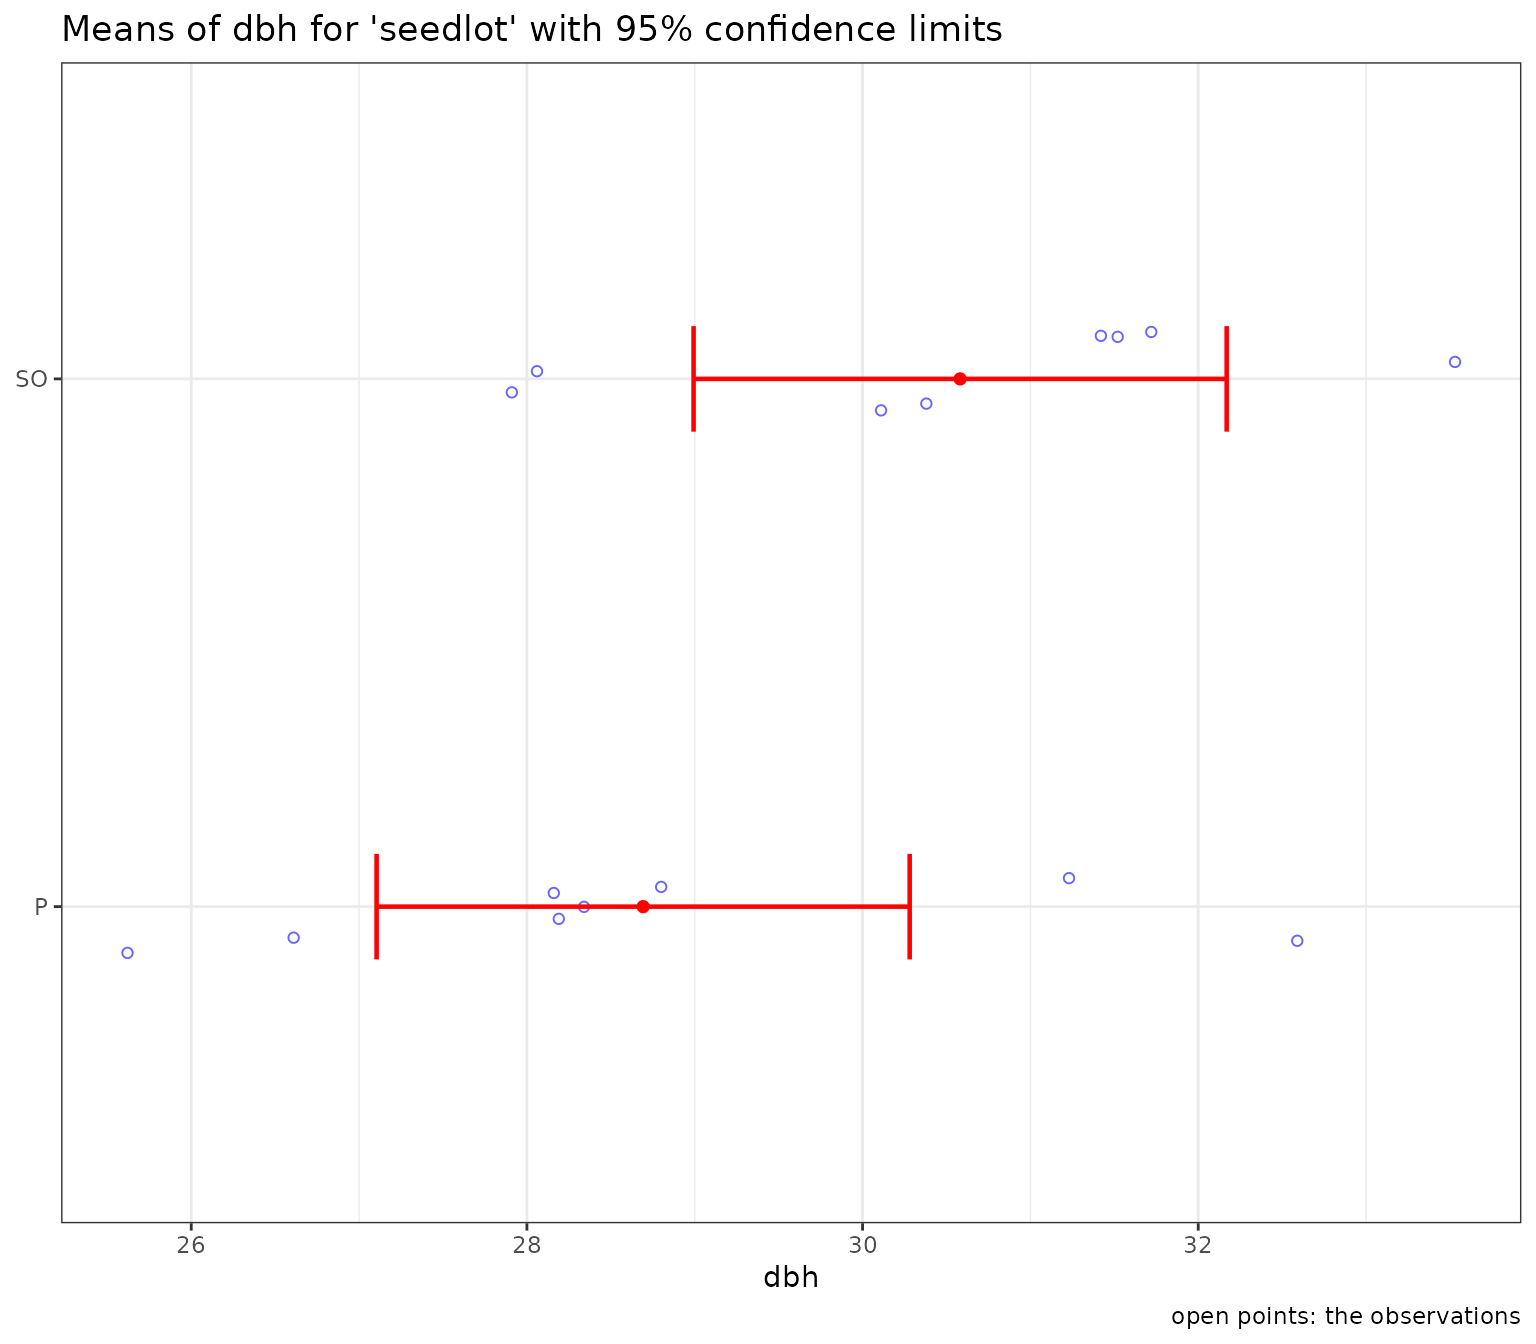 Means of dbh for 'seedlot' with 95% confidence limits
SO
P
26 28 30 32
dbh
open points: the observations